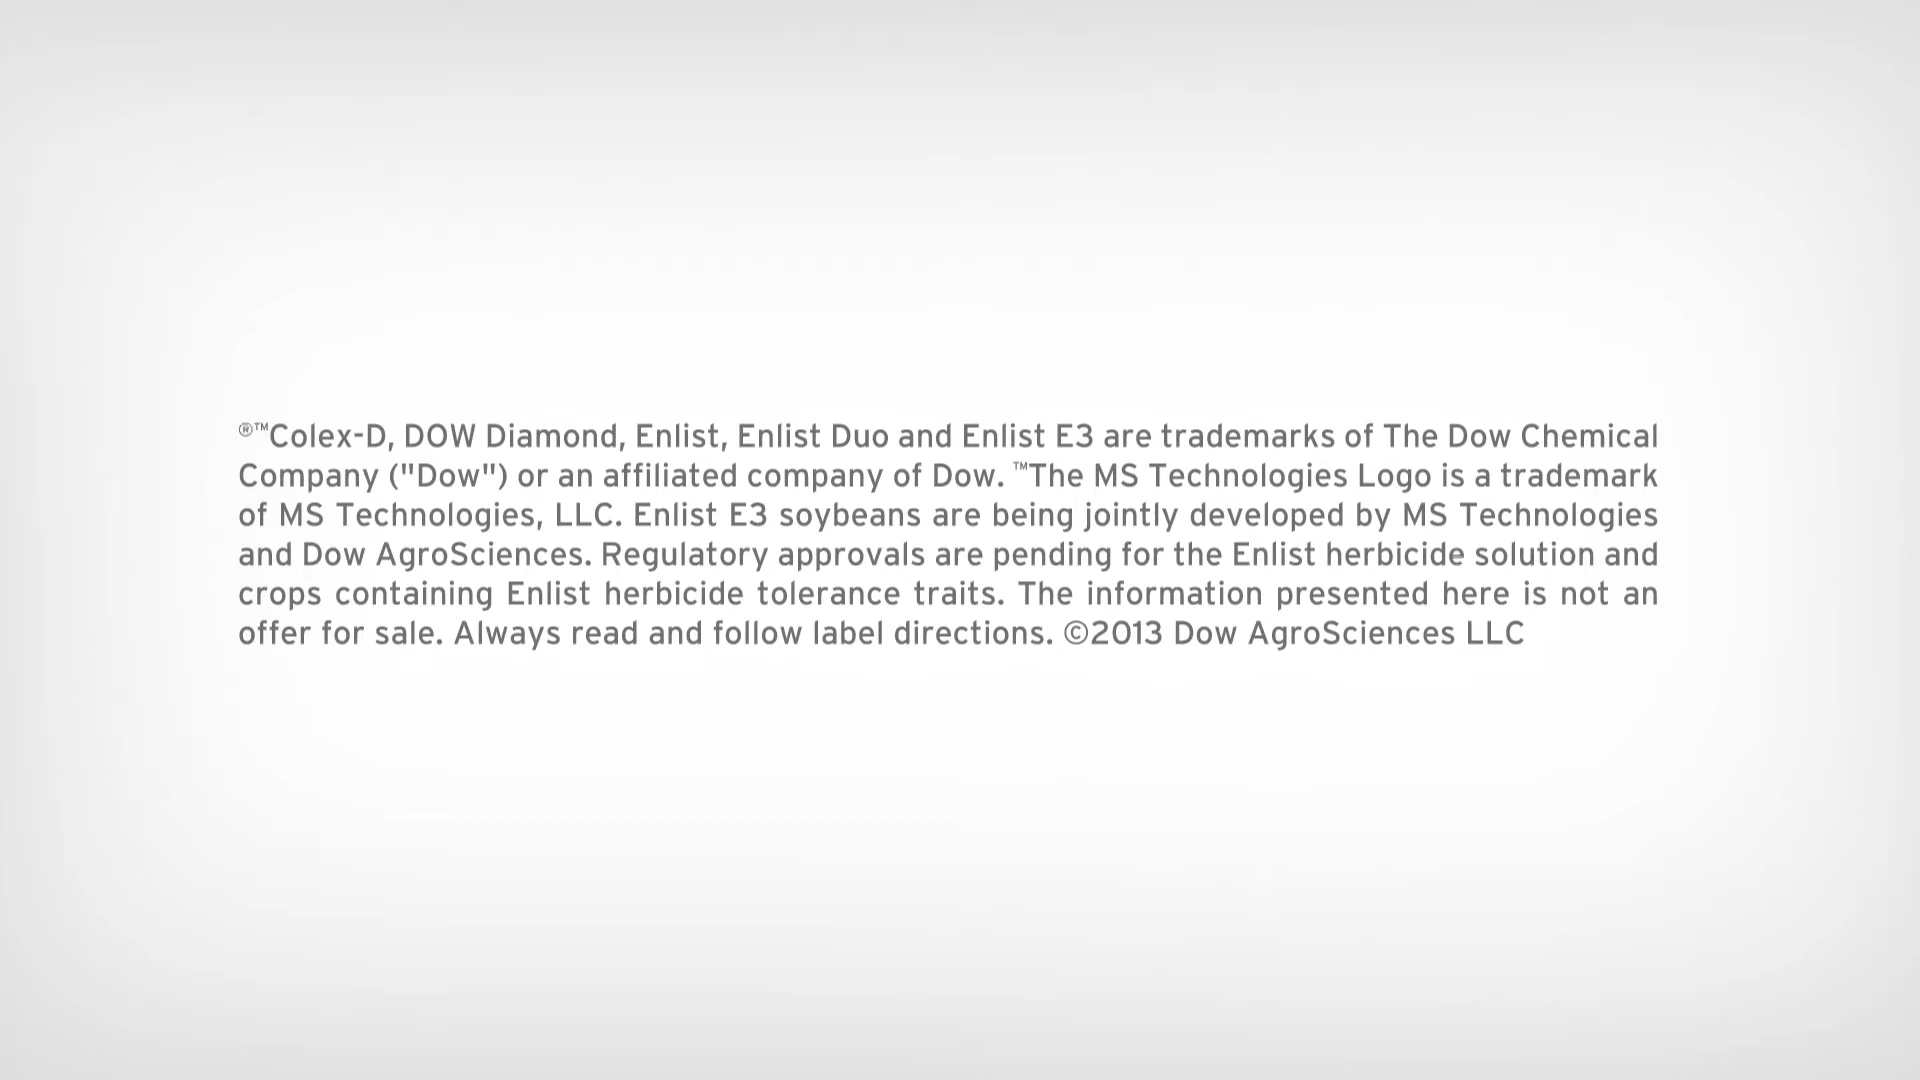 ®™Colex-D, DOW Diamond, Enlist, Enlist Duo and Enlist E3 are trademarks of The Dow Chemical
Company ("Dow") or an affiliated company of Dow. ™The MS Technologies Logo is a trademark
of MS Technologies, LLC. Enlist E3 soybeans are being jointly developed by MS Technologies
and Dow AgroSciences. Regulatory approvals are pending for the Enlist herbicide solution and
crops containing Enlist herbicide tolerance traits. The information presented here is not an
offer for sale. Always read and follow label directions. ©2013 Dow AgroSciences LLC